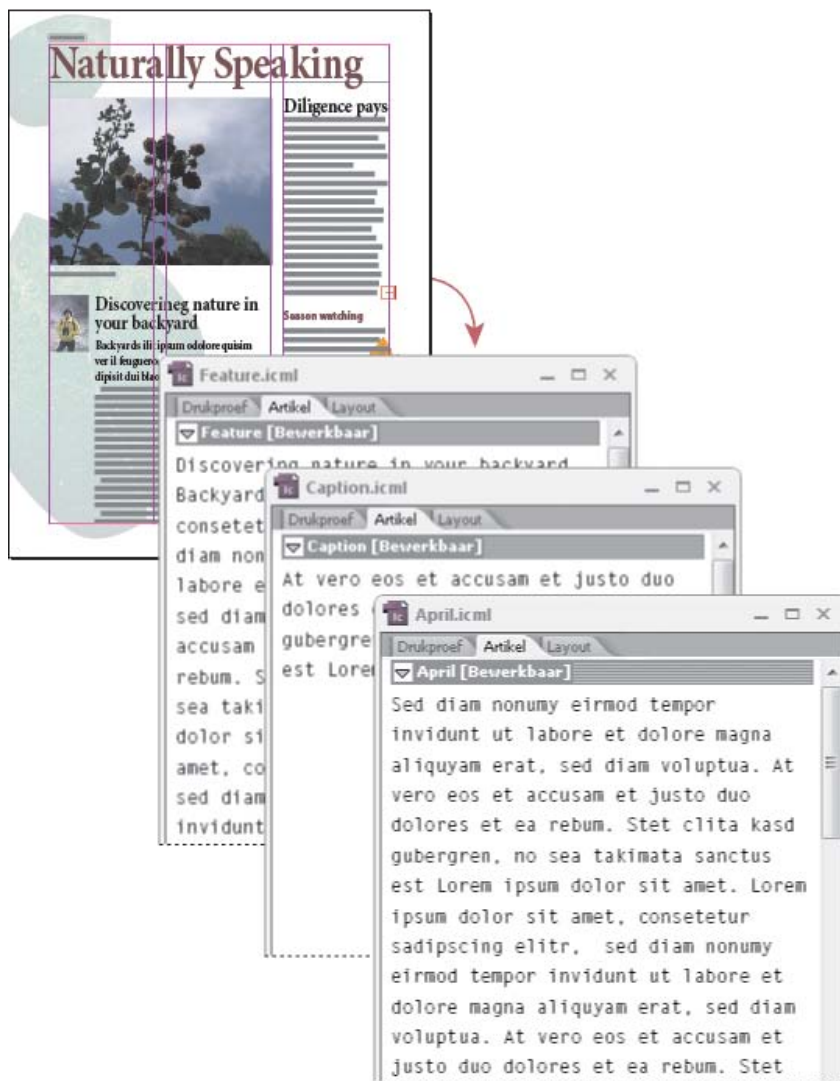 Naturally Speaking
Diligence pays
Discoverineg nature in
your backyard
Backyards ilit ipsum odolore quisim
ver il feuguero
dipisit dui blao
Season watching
Feature.icml
Drukproef Artikel Layout
Feature [Bewerkbaar]
Discovering nature in your backyard
Backyard
consetet
diam non
labore e
sed diam
accusam
rebum. S
sea taki
dolor si
amet, co
sed diam
invidunt
Caption.icml
Drukproef Artikel Layout
Caption [Bewerkbaar]
At vero eos et accusam et justo duo
dolores
gubergre
est Lore
April.icml
Drukproef Artikel Layout
April [Bewerkbaar]
Sed diam nonumy eirmod tempor
invidunt ut labore et dolore magna
aliquyam erat, sed diam voluptua. At
vero eos et accusam et justo duo
dolores et ea rebum. Stet clita kasd
gubergren, no sea takimata sanctus
est Lorem ipsum dolor sit amet. Lorem
ipsum dolor sit amet, consetetur
sadipscing elitr, sed diam nonumy
eirmod tempor invidunt ut labore et
dolore magna aliquyam erat, sed diam
voluptua. At vero eos et accusam et
justo duo dolores et ea rebum. Stet